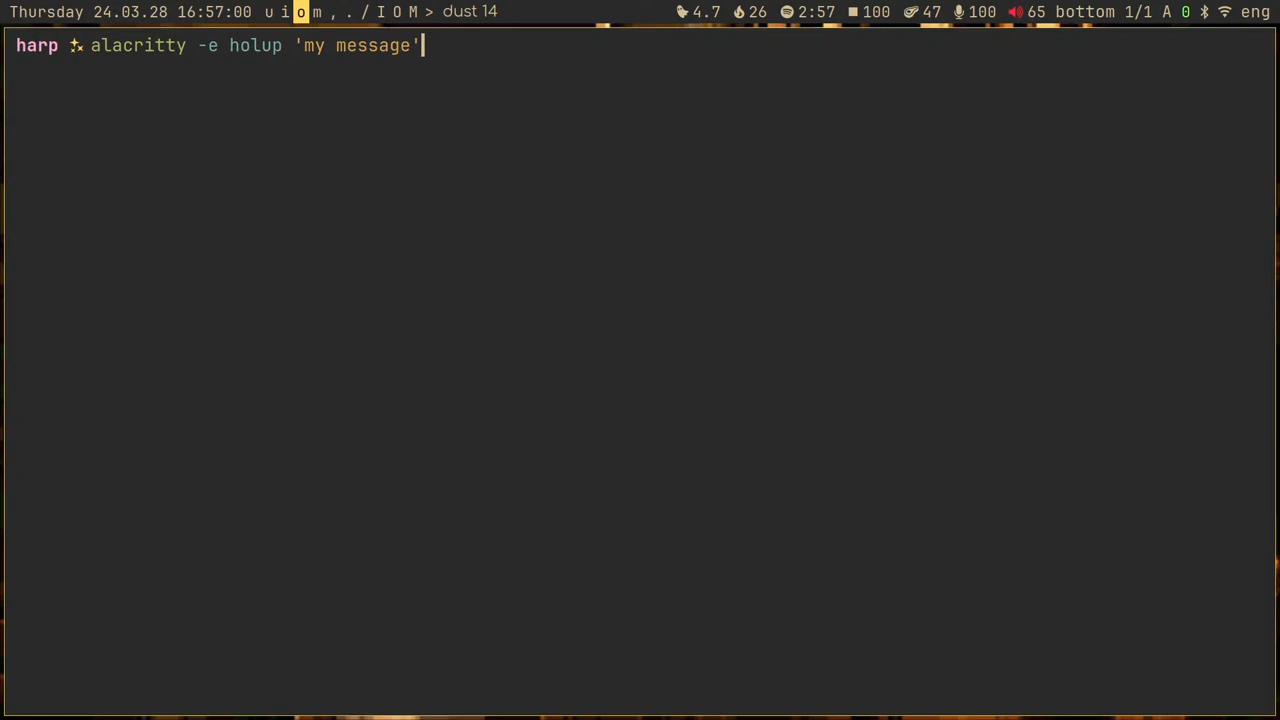 Thursday 24.03.28 16:57:00 u i o m , . / I O M > dust 14 4.7 26 2:57 100 47 100 65 bottom 1/1 A 0 eng
harp alacritty -e holup 'my message'